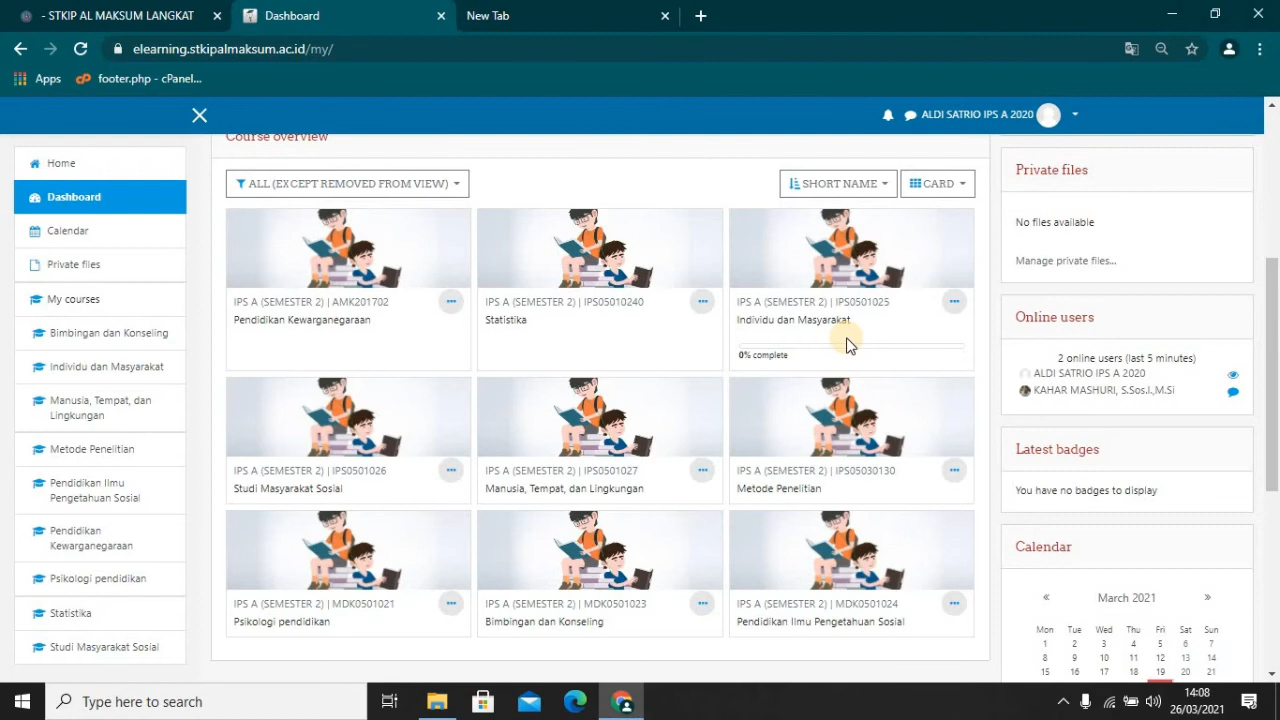 - STKIP AL MAKSUM LANGKAT
Dashboard
New Tab
elearning.stkipalmaksum.ac.id/my/
Apps
footer.php - cPanel...
ALDI SATRIO IPS A 2020
Home
Dashboard
Calendar
Private files
My courses
Bimbingan dan Konseling
Individu dan Masyarakat
Manusia, Tempat, dan
Lingkungan
Metode Penelitian
Pendidikan Ilmu
Pengetahuan Sosial
Pendidikan
Kewarganegaraan
Psikologi pendidikan
Statistika
Studi Masyarakat Sosial
Course overview
ALL (EXCEPT REMOVED FROM VIEW)
SHORT NAME
CARD
IPS A (SEMESTER 2) | AMK201702
Pendidikan Kewarganegaraan
IPS A (SEMESTER 2) | IPS05010240
Statistika
IPS A (SEMESTER 2) | IPS0501025
Individu dan Masyarakat
0% complete
IPS A (SEMESTER 2) | IPS0501026
Studi Masyarakat Sosial
IPS A (SEMESTER 2) | IPS0501027
Manusia, Tempat, dan Lingkungan
IPS A (SEMESTER 2) | IPS05030130
Metode Penelitian
IPS A (SEMESTER 2) | MDK0501021
Psikologi pendidikan
IPS A (SEMESTER 2) | MDK0501023
Bimbingan dan Konseling
IPS A (SEMESTER 2) | MDK0501024
Pendidikan Ilmu Pengetahuan Sosial
Private files
No files available
Manage private files...
Online users
2 online users (last 5 minutes)
ALDI SATRIO IPS A 2020
KAHAR MASHURI, S.Sos.I.,M.Si
Latest badges
You have no badges to display
Calendar
« March 2021 »
Mon Tue Wed Thu Fri Sat Sun
1 2 3 4 5 6 7
8 9 10 11 12 13 14
15 16 17 18 19 20 21
Type here to search
14:08
26/03/2021